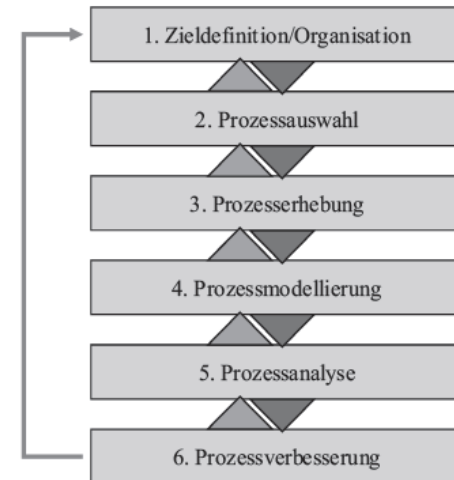 1. Zieldefinition/Organisation
2. Prozessauswahl
3. Prozesserhebung
4. Prozessmodellierung
5. Prozessanalyse
6. Prozessverbesserung